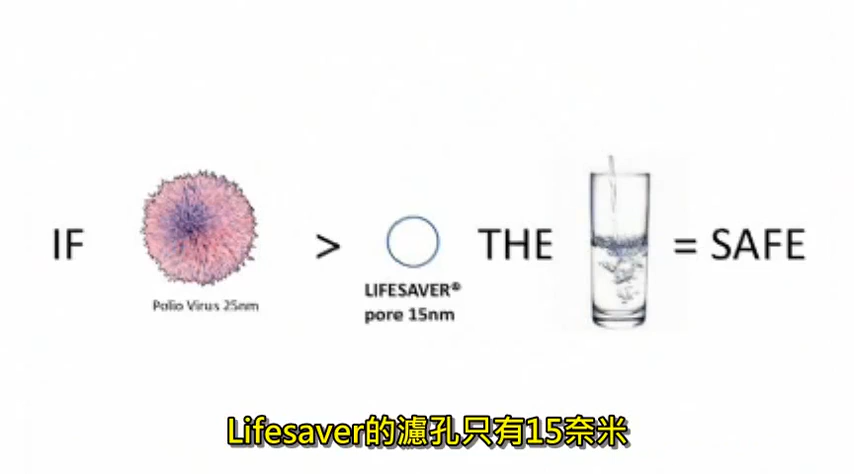 IF
>
THE
= SAFE
Polio Virus 25nm
LIFESAVER®
pore 15nm
Lifesaver的濾孔只有15奈米